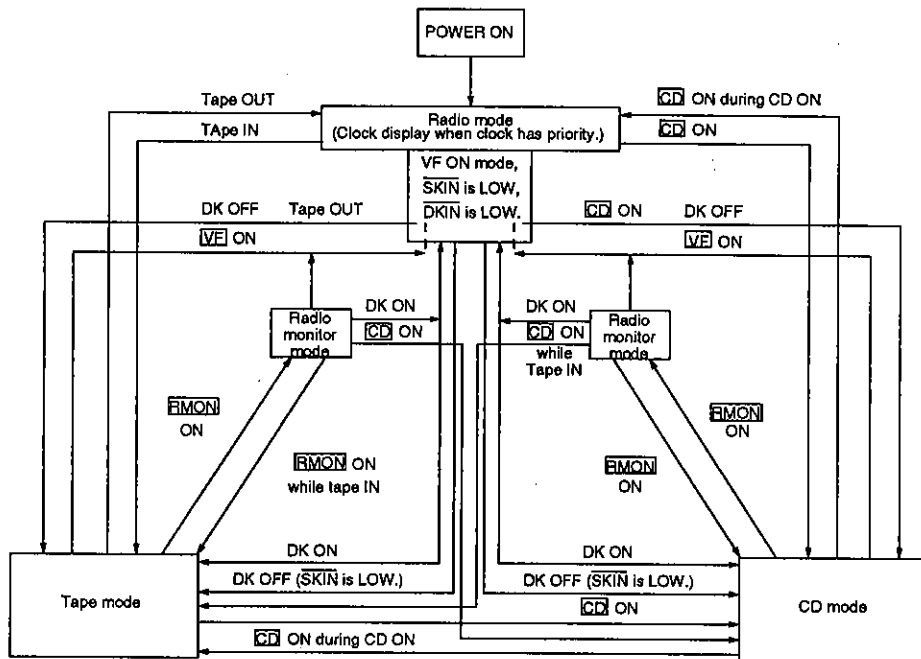 POWER ON
Tape OUT
TApe IN
Radio mode
(Clock display when clock has priority.)
CD ON during CD ON
CD ON
VF ON mode,
SKIN is LOW,
DKIN is LOW.
DK OFF Tape OUT
VF ON
CD ON DK OFF
VF ON
Radio
monitor
mode
DK ON
CD ON
DK ON
CD ON
while
Tape IN
Radio
monitor
mode
RMON
ON
RMON ON
while tape IN
RMON
ON
RMON
ON
Tape mode
DK ON
DK OFF (SKIN is LOW.)
DK ON
DK OFF (SKIN is LOW.)
CD ON
CD ON during CD ON
CD mode